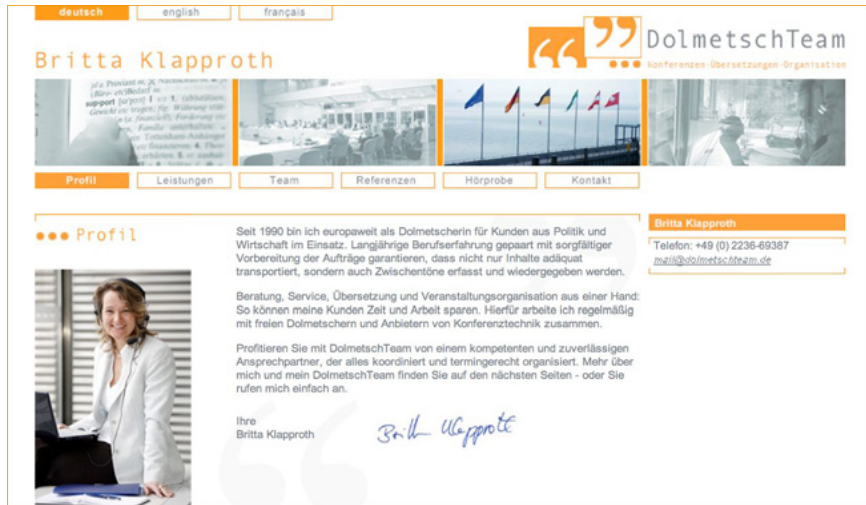 deutsch
english
français
Britta Klapproth
DolmetschTeam
Konferenzen·Übersetzungen·Organisation
support
Profil
Leistungen
Team
Referenzen
Hörprobe
Kontakt
Profil
Seit 1990 bin ich europaweit als Dolmetscherin für Kunden aus Politik und
Wirtschaft im Einsatz. Langjährige Berufserfahrung gepaart mit sorgfältiger
Vorbereitung der Aufträge garantieren, dass nicht nur Inhalte adäquat
transportiert, sondern auch Zwischentöne erfasst und wiedergegeben werden.
Beratung, Service, Übersetzung und Veranstaltungsorganisation aus einer Hand:
So können meine Kunden Zeit und Arbeit sparen. Hierfür arbeite ich regelmäßig
mit freien Dolmetschern und Anbietern von Konferenztechnik zusammen.
Profitieren Sie mit DolmetschTeam von einem kompetenten und zuverlässigen
Ansprechpartner, der alles koordiniert und termingerecht organisiert. Mehr über
mich und mein DolmetschTeam finden Sie auf den nächsten Seiten - oder Sie
rufen mich einfach an.
Ihre
Britta Klapproth
Britta Klapproth
Britta Klapproth
Telefon: +49 (0) 2236-69387
mail@dolmetschteam.de